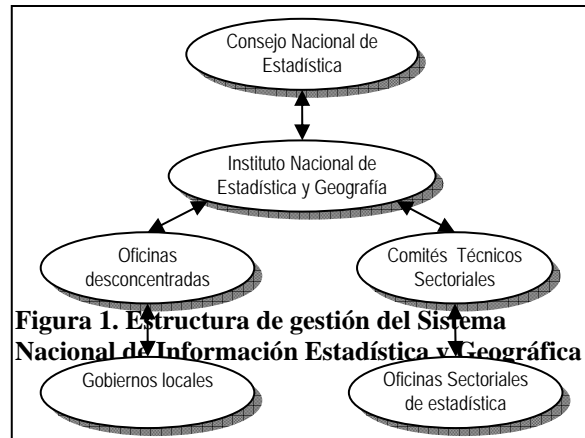 Consejo Nacional de
Estadística
Instituto Nacional de
Estadística y Geografía
Oficinas
desconcentradas
Comités Técnicos
Sectoriales
Figura 1. Estructura de gestión del Sistema
Nacional de Información Estadística y Geográfica
Gobiernos locales
Oficinas Sectoriales
de estadística